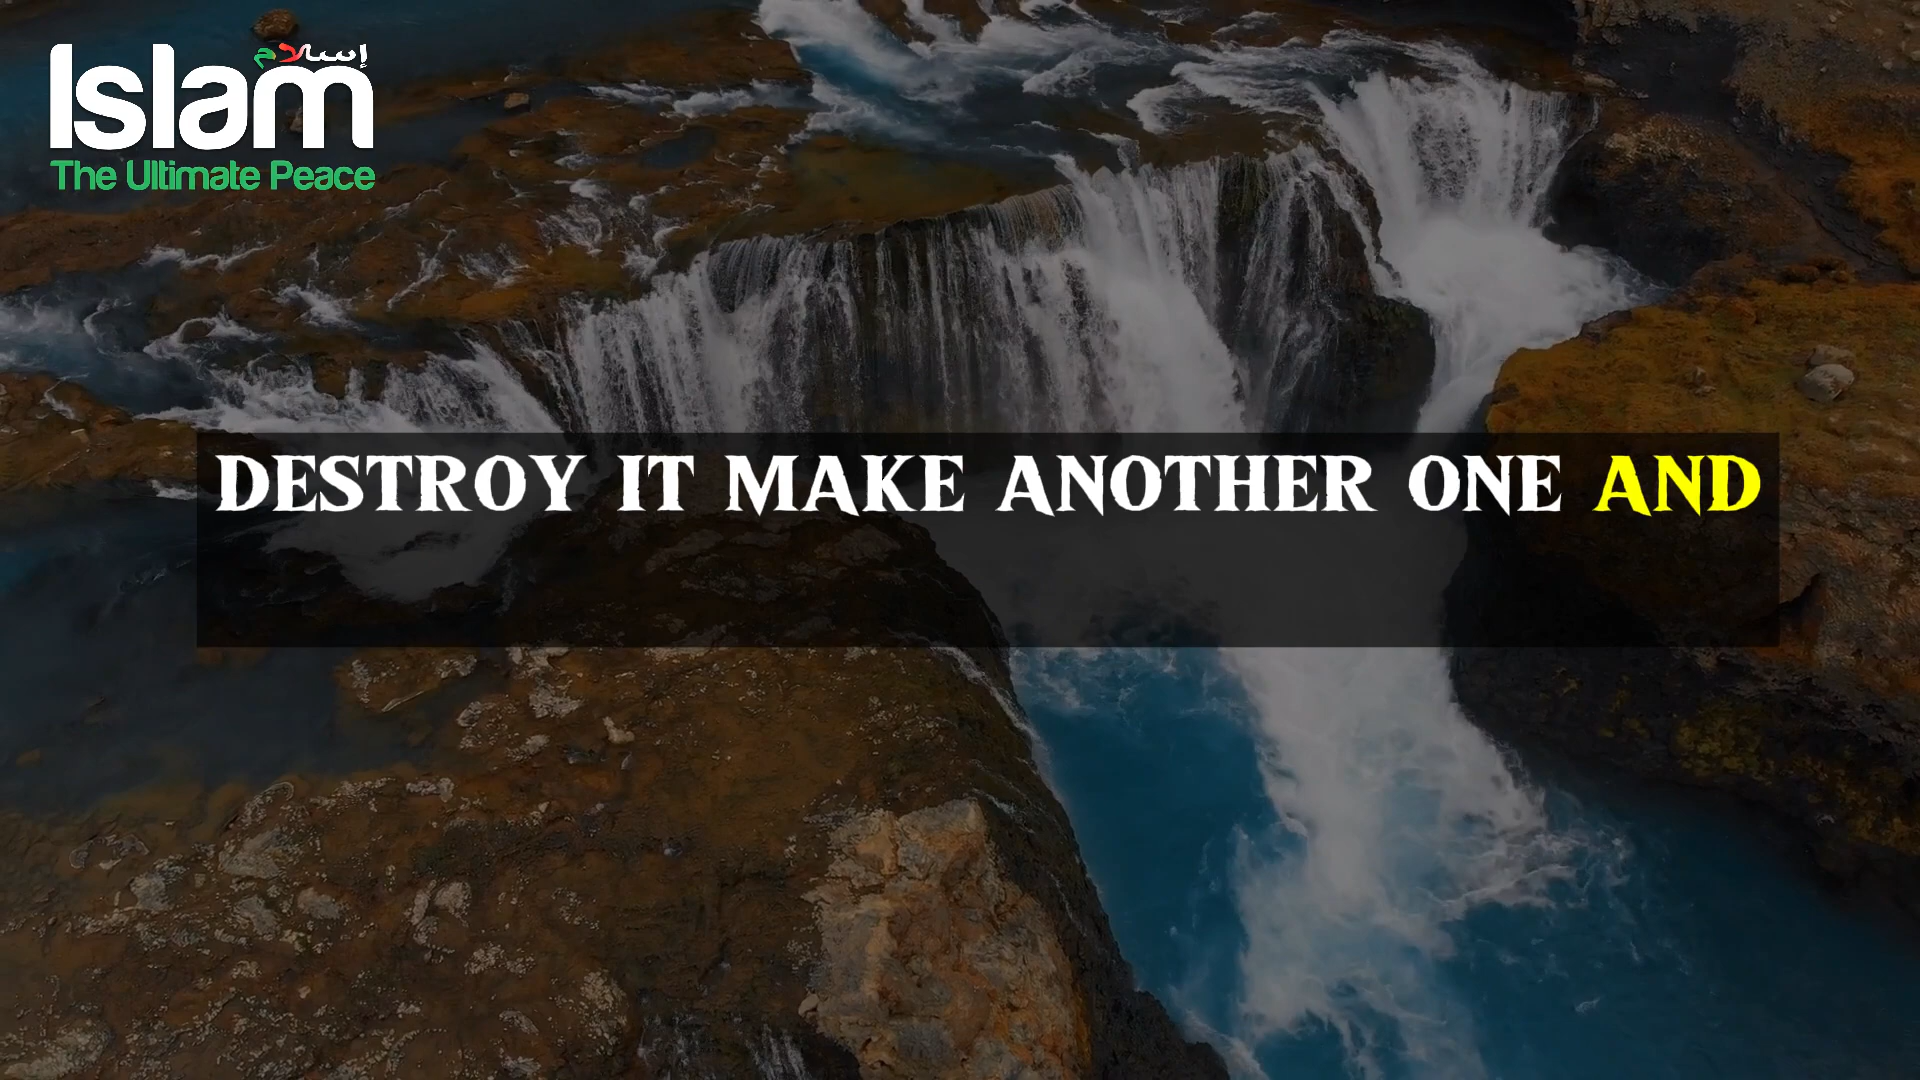 إسلام
Islam
The Ultimate Peace
DESTROY IT MAKE ANOTHER ONE AND